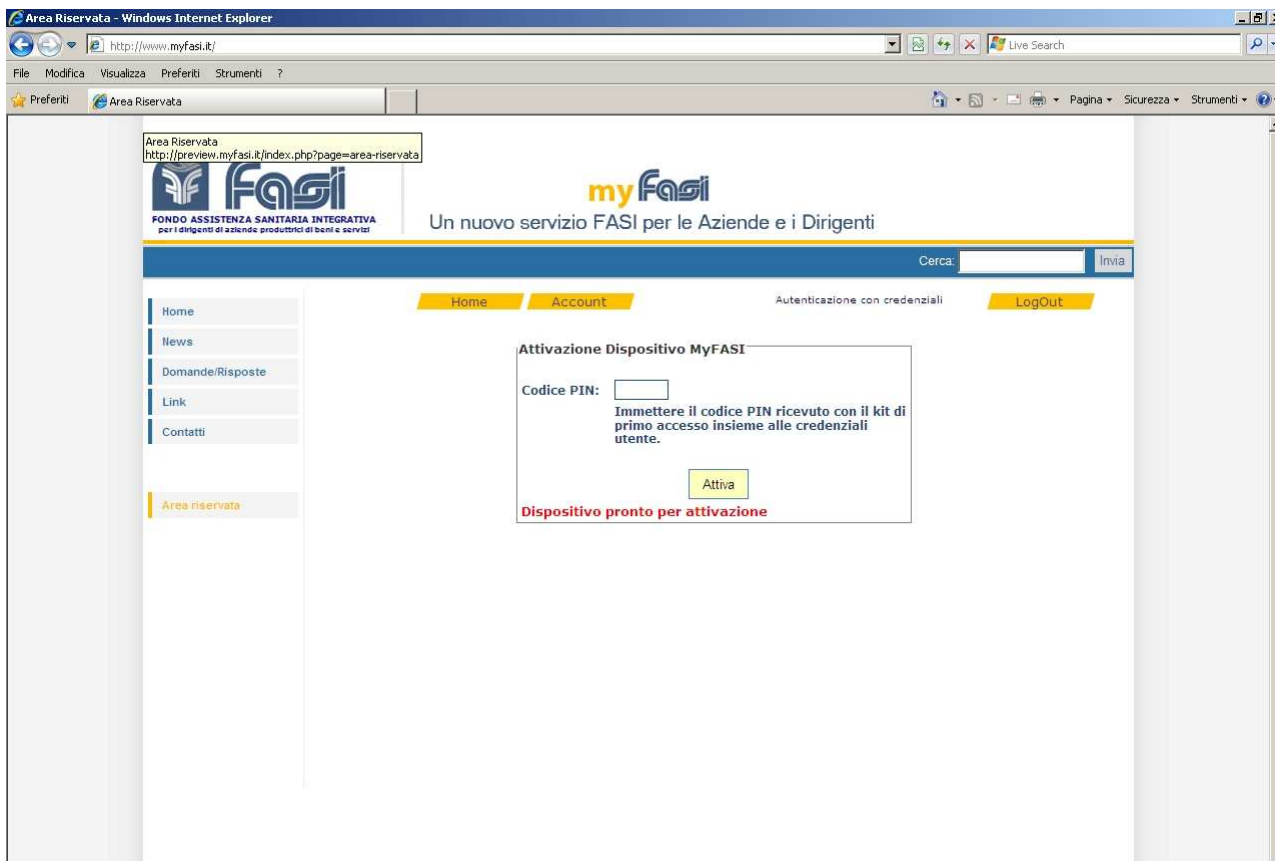 Area Riservata - Windows Internet Explorer
http://www.myfasi.it/
Live Search
File Modifica Visualizza Preferiti Strumenti ?
Preferiti Area Riservata Pagina Sicurezza Strumenti
Area Riservata
http://preview.myfasi.it/index.php?page=area-riservata
Fasi
FONDO ASSISTENZA SANITARIA INTEGRATIVA
per i dirigenti di aziende produttrici di beni e servizi
my Fasi
Un nuovo servizio FASI per le Aziende e i Dirigenti
Cerca: Invia
Home
News
Domande/Risposte
Link
Contatti
Area riservata
Home Account Autenticazione con credenziali LogOut
Attivazione Dispositivo MyFASI
Codice PIN:
Immettere il codice PIN ricevuto con il kit di
primo accesso insieme alle credenziali
utente.
Attiva
Dispositivo pronto per attivazione